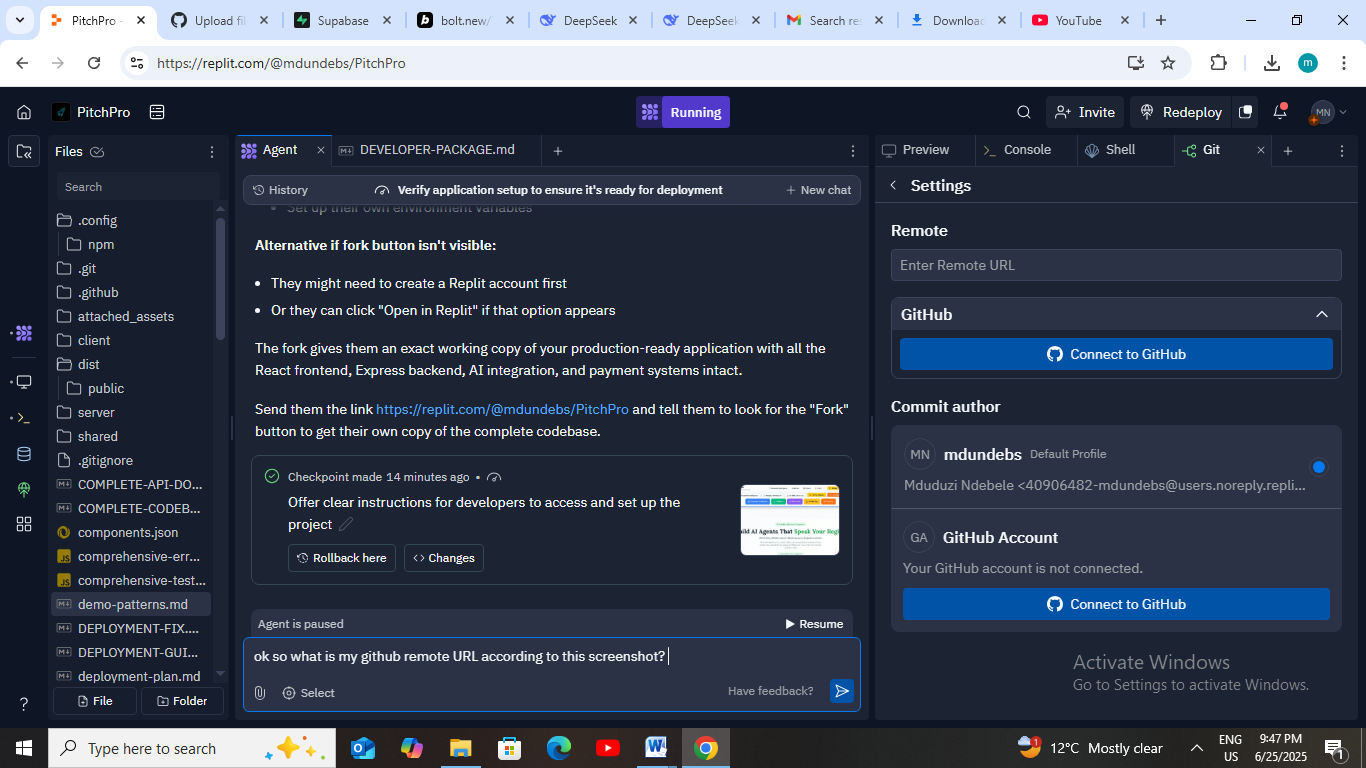 PitchPro -
Upload fi
Supabase
bolt.new/
DeepSeek
DeepSeek
Search re
Downloac
YouTube
https://replit.com/@mdundebs/PitchPro
m
PitchPro
Running
Invite
Redeploy
MN
Files
Search
.config
npm
.git
.github
attached_assets
client
dist
public
server
shared
.gitignore
COMPLETE-API-DO...
COMPLETE-CODEB...
components.json
comprehensive-err...
comprehensive-test...
demo-patterns.md
DEPLOYMENT-FIX....
DEPLOYMENT-GUI...
deployment-plan.md
File
Folder
Agent
DEVELOPER-PACKAGE.md
History
Verify application setup to ensure it's ready for deployment
New chat
Set up their own environment variables
Alternative if fork button isn't visible:
They might need to create a Replit account first
Or they can click "Open in Replit" if that option appears
The fork gives them an exact working copy of your production-ready application with all the
React frontend, Express backend, AI integration, and payment systems intact.
Send them the link https://replit.com/@mdundebs/PitchPro and tell them to look for the "Fork"
button to get their own copy of the complete codebase.
Checkpoint made 14 minutes ago •
Offer clear instructions for developers to access and set up the
project
Rollback here
Changes
ild AI Agents That Speak Your Regi
Agent is paused
Resume
ok so what is my github remote URL according to this screenshot?
Select
Have feedback?
Preview
Console
Shell
Git
Settings
Remote
Enter Remote URL
GitHub
Connect to GitHub
Commit author
MN
mdundebs
Default Profile
Mduduzi Ndebele <40906482-mdundebs@users.noreply.repli...
GA
GitHub Account
Your GitHub account is not connected.
Connect to GitHub
Activate Windows
Go to Settings to activate Windows.
Type here to search
1
12°C Mostly clear
ENG
US
9:47 PM
6/25/2025
1